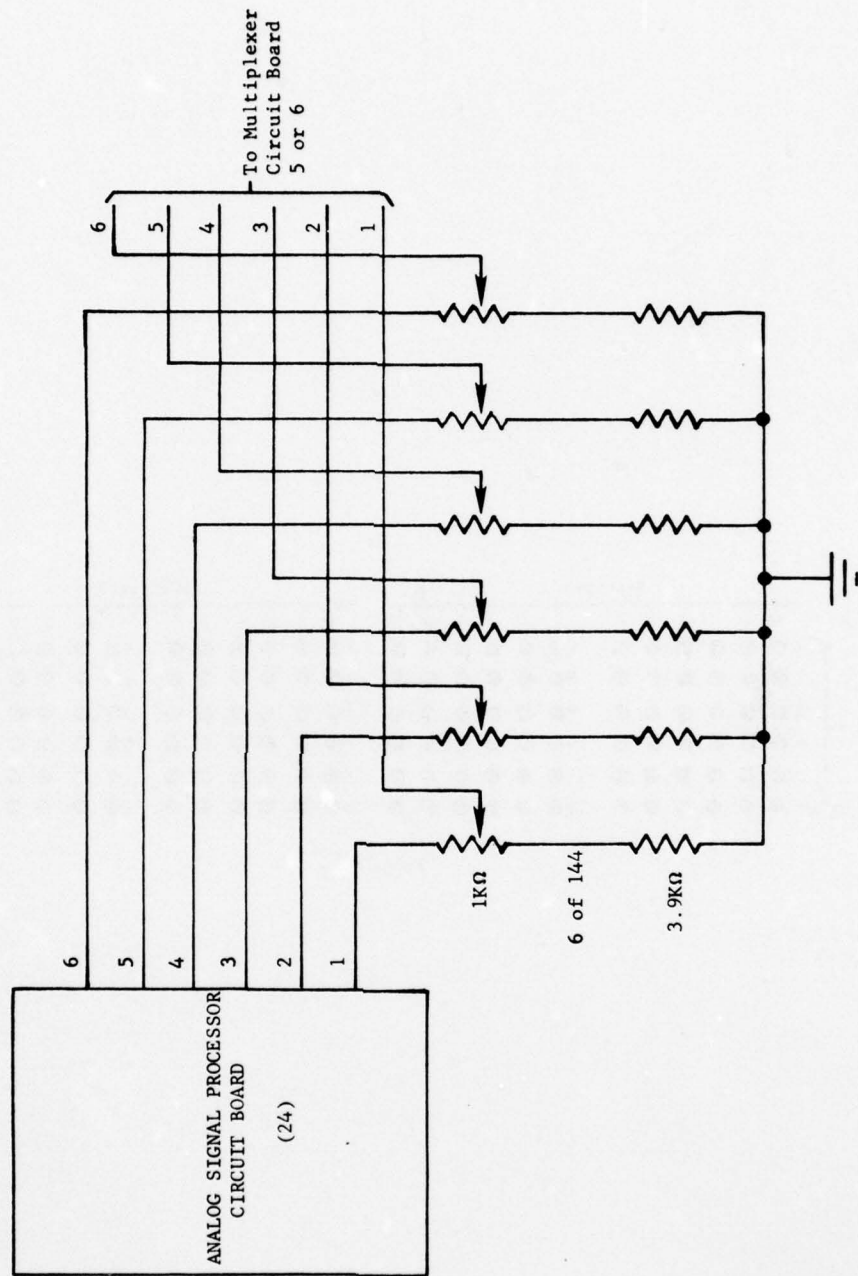 ANALOG SIGNAL PROCESSOR
CIRCUIT BOARD
(24)
6
5
4
3
2
1
6
5
4
3
2
1
To Multiplexer
Circuit Board
5 or 6
1KΩ
6 of 144
3.9KΩ